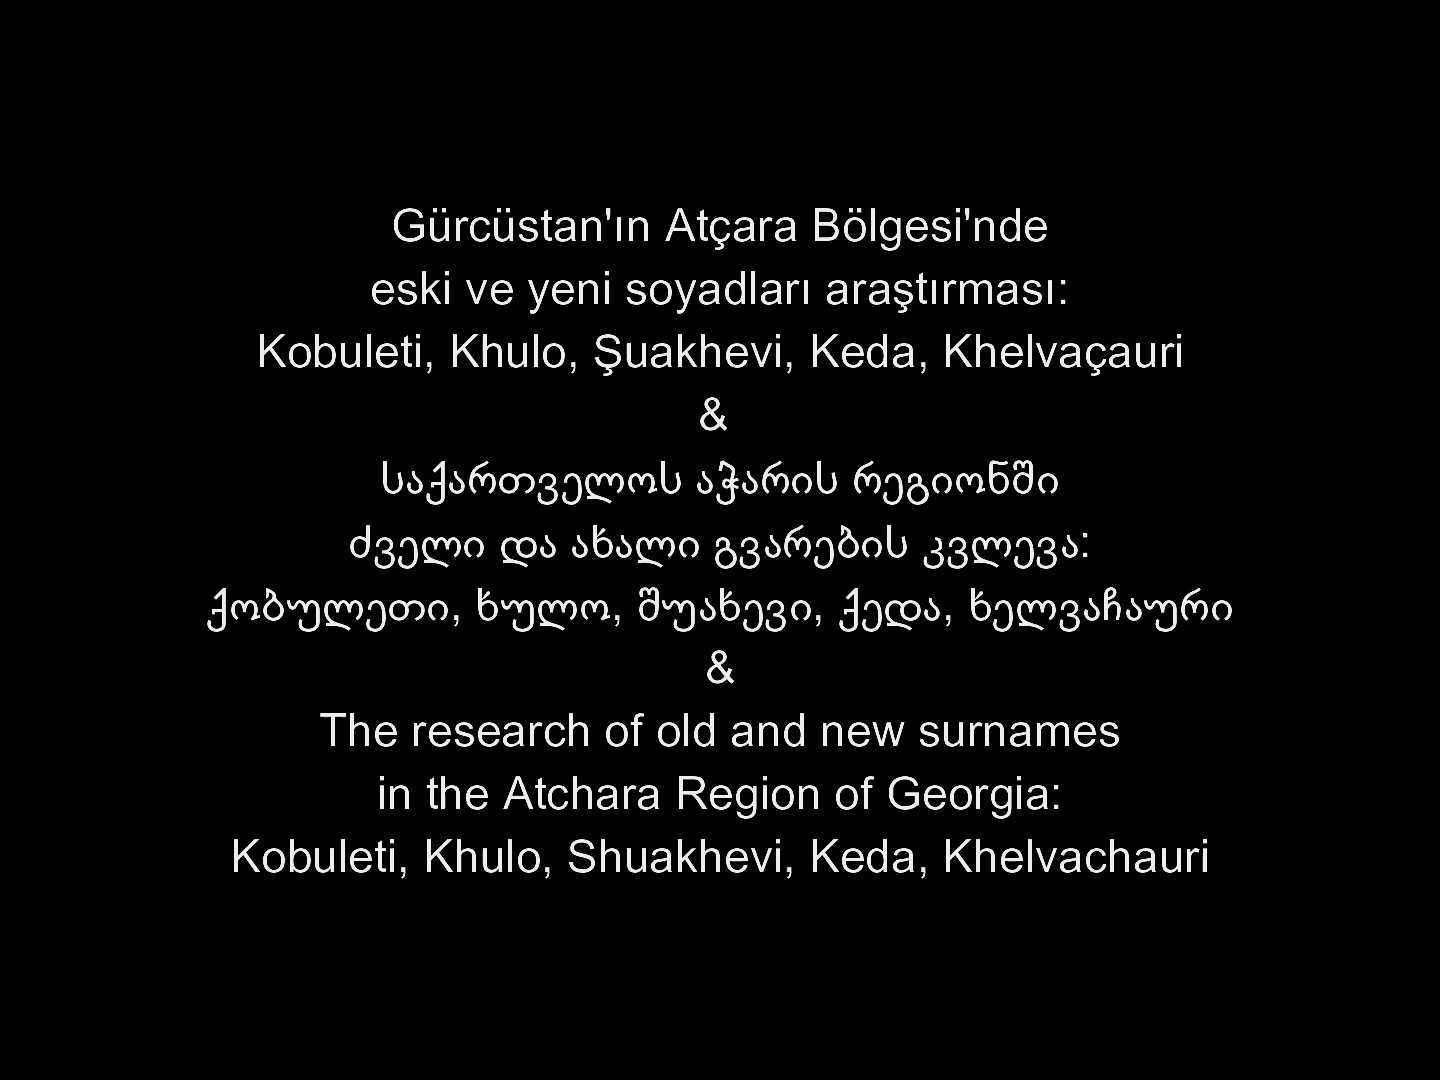 Gürcüstan'ın Atçara Bölgesi'nde
eski ve yeni soyadları araştırması:
Kobuleti, Khulo, Şuakhevi, Keda, Khelvaçauri
&
საქართველოს აჭარის რეგიონში
ძველი და ახალი გვარების კვლევა:
ქობულეთი, ხულო, შუახევი, ქედა, ხელვაჩაური
&
The research of old and new surnames
in the Atchara Region of Georgia:
Kobuleti, Khulo, Shuakhevi, Keda, Khelvachauri